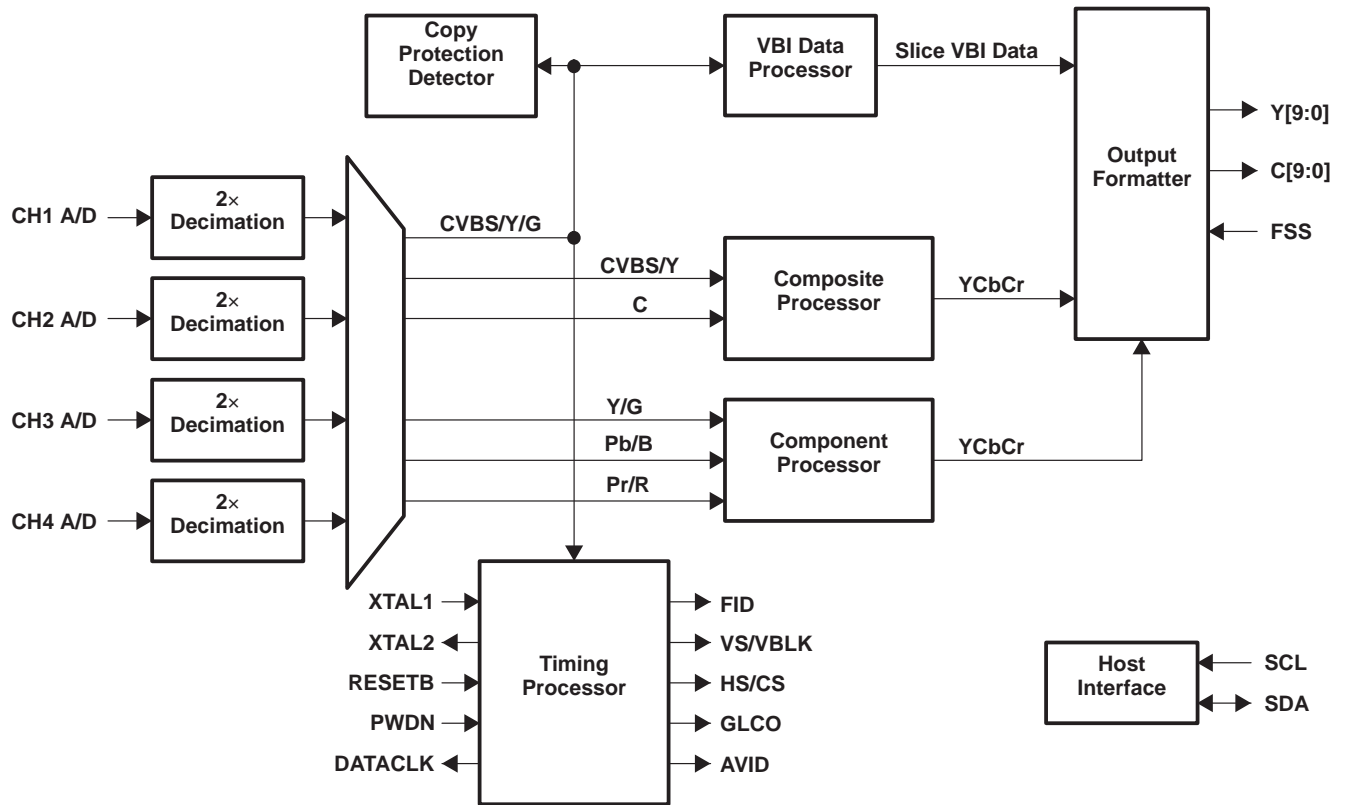 Copy
Protection
Detector
VBI Data
Processor
Slice VBI Data
Output
Formatter
Y[9:0]
C[9:0]
FSS
CH1 A/D
2×
Decimation
CH2 A/D
2×
Decimation
CH3 A/D
2×
Decimation
CH4 A/D
2×
Decimation
CVBS/Y/G
CVBS/Y
C
Composite
Processor
YCbCr
Y/G
Pb/B
Pr/R
Component
Processor
YCbCr
XTAL1
XTAL2
RESETB
PWDN
DATACLK
Timing
Processor
FID
VS/VBLK
HS/CS
GLCO
AVID
Host
Interface
SCL
SDA